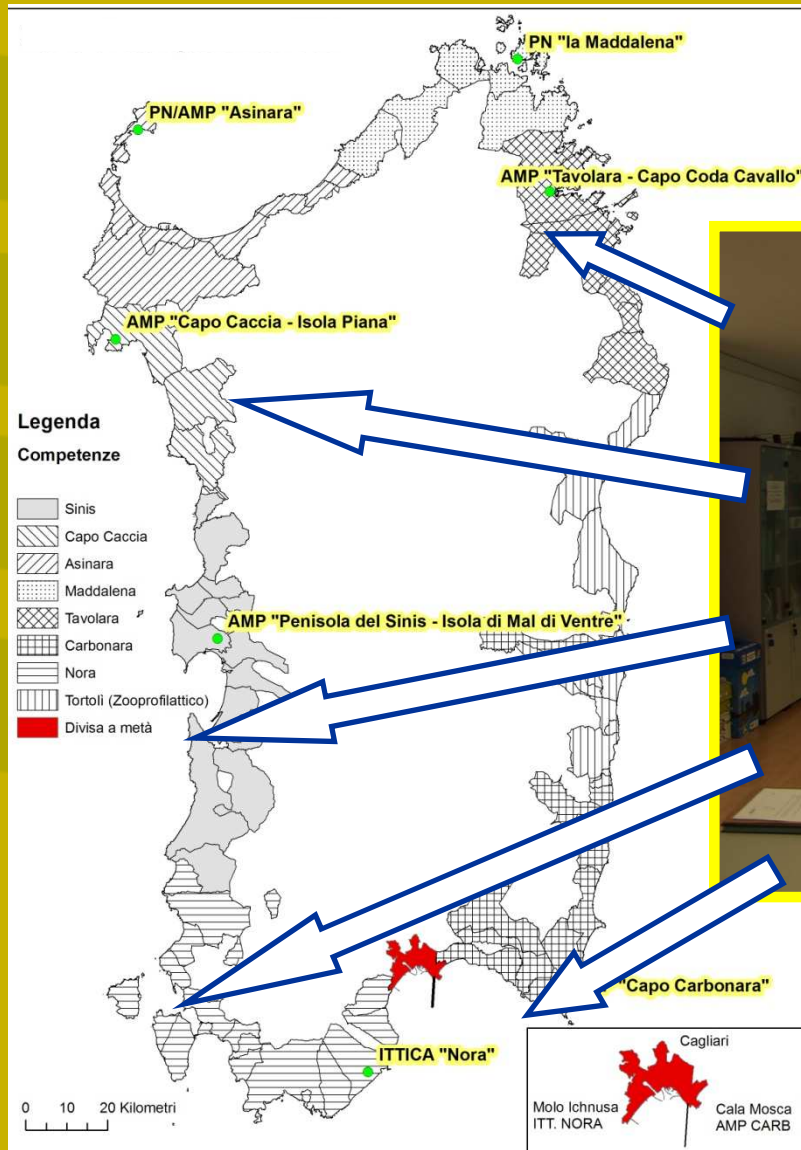 PN "la Maddalena"
PN/AMP "Asinara"
AMP "Tavolara - Capo Coda Cavallo"
AMP "Capo Caccia - Isola Piana"
Legenda
Competenze
Sinis
Capo Caccia
Asinara
Maddalena
Tavolara
Carbonara
Nora
Tortolì (Zooprofilattico)
Divisa a metà
AMP "Penisola del Sinis - Isola di Mal di Ventre"
"Capo Carbonara"
ITTICA "Nora"
0 10 20 Kilometri
Cagliari
Molo Ichnusa
ITT. NORA
Cala Mosca
AMP CARB